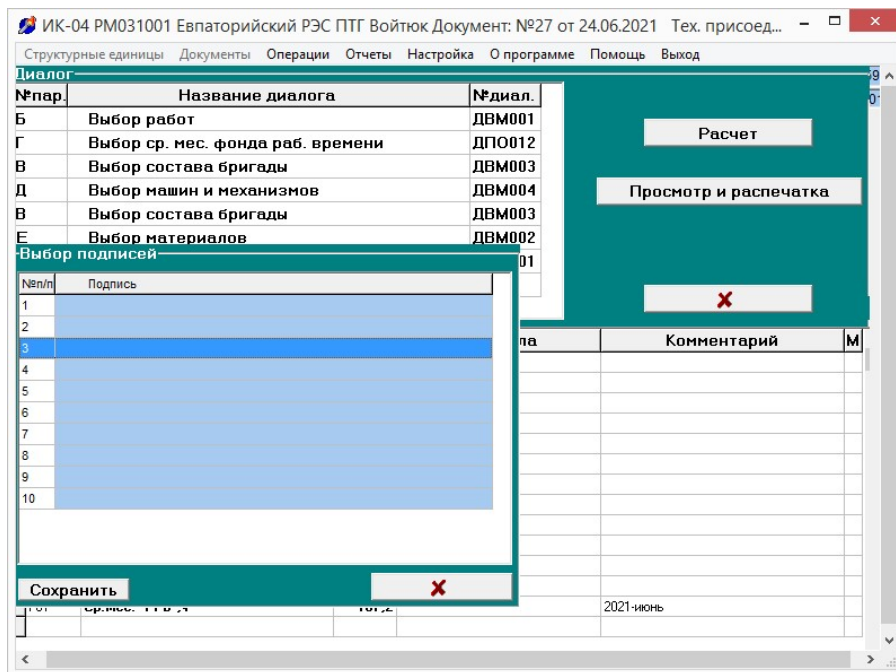 ИК-04 РМ031001 Евпаторийский РЭС ПТГ Войтюк Документ: №27 от 24.06.2021 Тех. присоед...
Структурные единицы Документы Операции Отчеты Настройка О программе Помощь Выход
Диалог
№пар. Название диалога №диал.
Б Выбор работ ДВМ001
Г Выбор ср. мес. фонда раб. времени ДПО012
В Выбор состава бригады ДВМ003
Д Выбор машин и механизмов ДВМ004
В Выбор состава бригады ДВМ003
Е Выбор материалов ДВМ002
01
Расчет
Просмотр и распечатка
Выбор подписей
№п/п Подпись
1
2
3
4
5
6
7
8
9
10
Сохранить
ла Комментарий М
2021-июнь